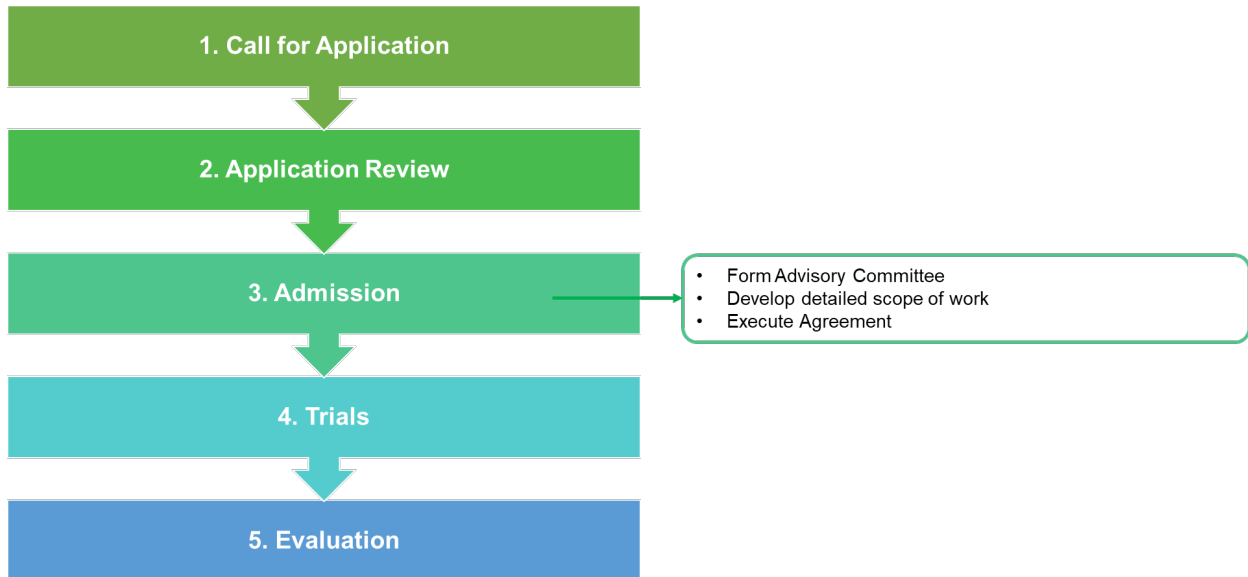 1. Call for Application
2. Application Review
3. Admission
• Form Advisory Committee
• Develop detailed scope of work
• Execute Agreement
4. Trials
5. Evaluation